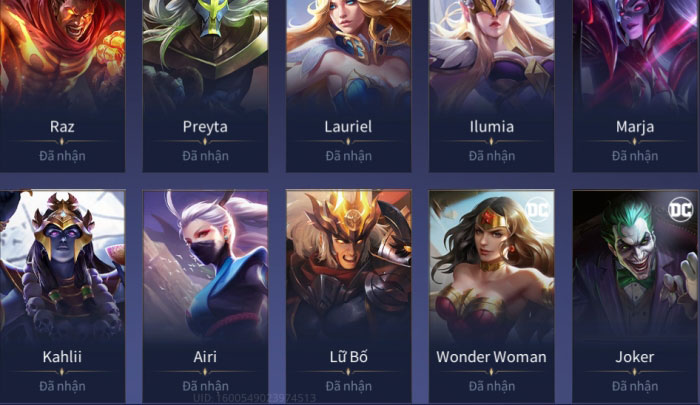 Raz
Preyta
Lauriel
Ilumia
Marja
Đã nhận
Đã nhận
Đã nhận
Đã nhận
Đã nhận
DC
DC
Kahlii
Airi
Lữ Bố
Wonder Woman
Joker
Đã nhận
Đã nhận
Đã nhận
Đã nhận
Đã nhận
UID: 1600549023974513